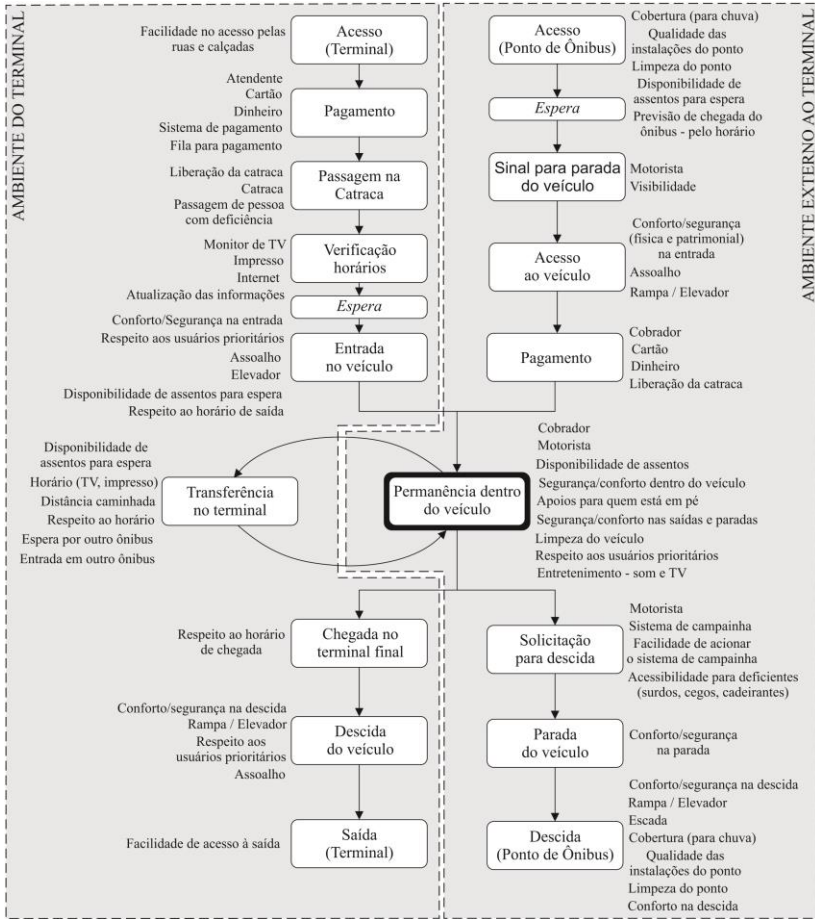 AMBIENTE DO TERMINAL
Facilidade no acesso pelas
ruas e calçadas
Acesso
(Terminal)
Atendente
Cartão
Dinheiro
Sistema de pagamento
Fila para pagamento
Pagamento
Liberação da catraca
Catraca
Passagem de pessoa
com deficiência
Passagem na
Catraca
Monitor de TV
Impresso
Internet
Atualização das informações
Verificação
horários
Espera
Conforto/Segurança na entrada
Respeito aos usuários prioritários
Assoalho
Elevador
Disponibilidade de assentos para espera
Respeito ao horário de saída
Entrada
no veículo
AMBIENTE EXTERNO AO TERMINAL
Acesso
(Ponto de Ônibus)
Cobertura (para chuva)
Qualidade das
instalações do ponto
Limpeza do ponto
Disponibilidade de
assentos para espera
Previsão de chegada do
ônibus - pelo horário
Espera
Sinal para parada
do veículo
Motorista
Visibilidade
Acesso
ao veículo
Conforto/segurança
(física e patrimonial)
na entrada
Assoalho
Rampa / Elevador
Pagamento
Cobrador
Cartão
Dinheiro
Liberação da catraca
Disponibilidade de
assentos para espera
Horário (TV, impresso)
Distância caminhada
Respeito ao horário
Espera por outro ônibus
Entrada em outro ônibus
Transferência
no terminal
Permanência dentro
do veículo
Cobrador
Motorista
Disponibilidade de assentos
Segurança/conforto dentro do veículo
Apoios para quem está em pé
Segurança/conforto nas saídas e paradas
Limpeza do veículo
Respeito aos usuários prioritários
Entretenimento - som e TV
Respeito ao horário
de chegada
Chegada no
terminal final
Conforto/segurança na descida
Rampa / Elevador
Respeito aos
usuários prioritários
Assoalho
Descida
do veículo
Facilidade de acesso à saída
Saída
(Terminal)
Solicitação
para descida
Motorista
Sistema de campainha
Facilidade de acionar
o sistema de campainha
Acessibilidade para deficientes
(surdos, cegos, cadeirantes)
Parada
do veículo
Conforto/segurança
na parada
Descida
(Ponto de Ônibus)
Conforto/segurança na descida
Rampa / Elevador
Escada
Cobertura (para chuva)
Qualidade das
instalações do ponto
Limpeza do ponto
Conforto na descida